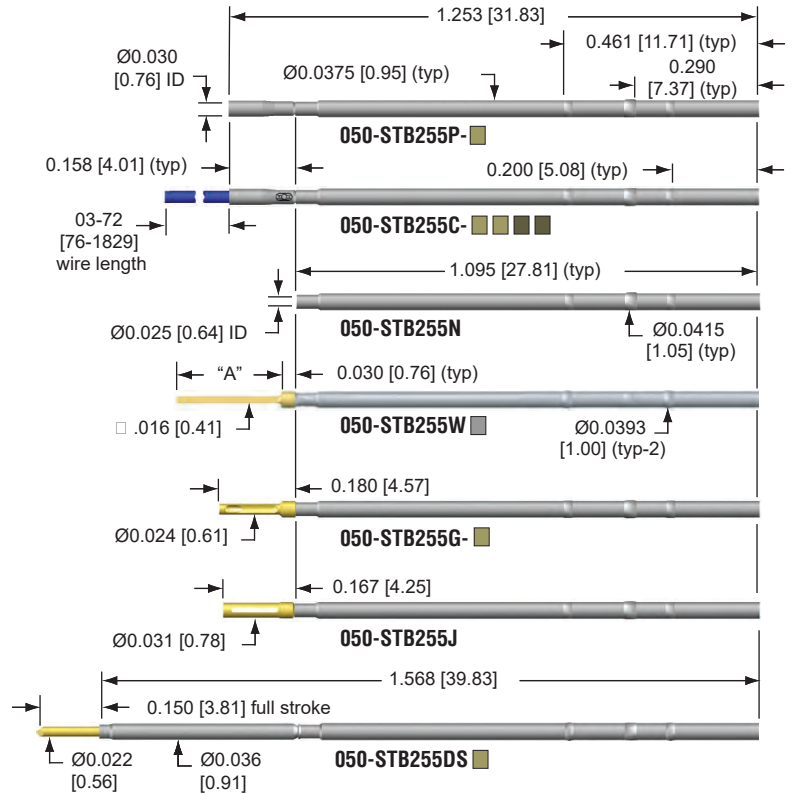 1.253 [31.83]
0.461 [11.71] (typ)
Ø0.030
[0.76] ID
Ø0.0375 [0.95] (typ)
0.290
[7.37] (typ)
050-STB255P-
0.158 [4.01] (typ)
0.200 [5.08] (typ)
03-72
[76-1829]
wire length
050-STB255C-
1.095 [27.81] (typ)
Ø0.025 [0.64] ID
050-STB255N
Ø0.0415
[1.05] (typ)
“A”
0.030 [0.76] (typ)
□ .016 [0.41]
050-STB255W
Ø0.0393
[1.00] (typ-2)
0.180 [4.57]
Ø0.024 [0.61]
050-STB255G-
0.167 [4.25]
Ø0.031 [0.78]
050-STB255J
1.568 [39.83]
0.150 [3.81] full stroke
Ø0.022
[0.56]
Ø0.036
[0.91]
050-STB255DS